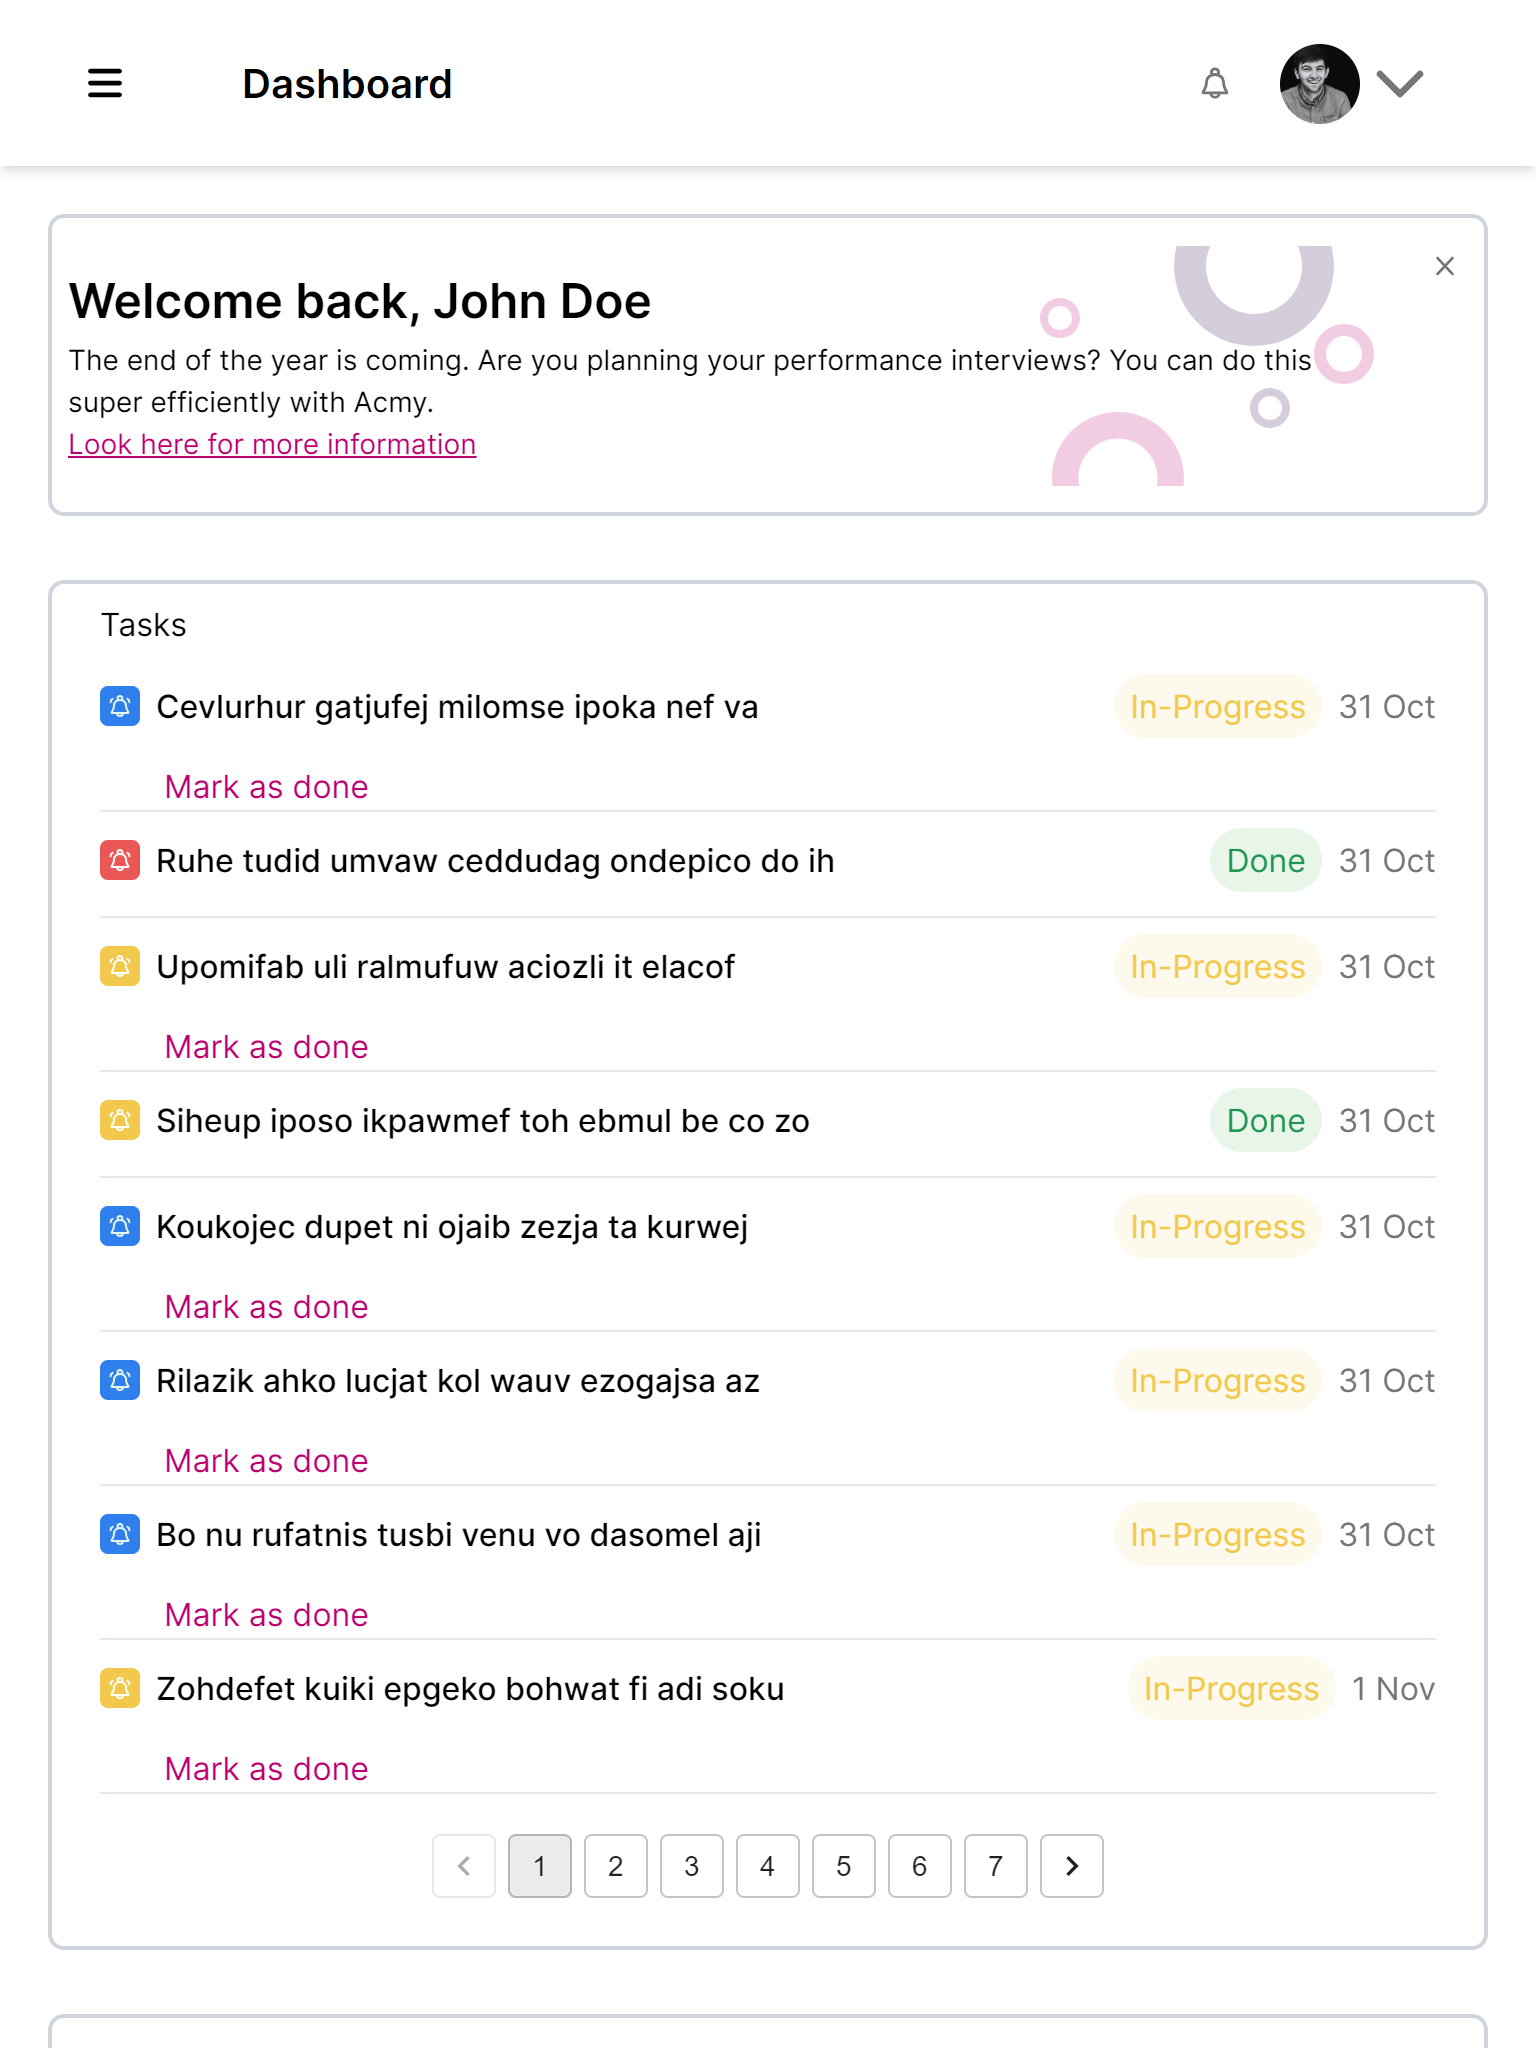 Dashboard
Welcome back, John Doe
The end of the year is coming. Are you planning your performance interviews? You can do this
super efficiently with Acmy.
Look here for more information
Tasks
Cevlurhur gatjufej milomse ipoka nef va In-Progress 31 Oct
Mark as done
Ruhe tudid umvaw ceddudag ondepico do ih Done 31 Oct
Upomifab uli ralmufuw aciozli it elacof In-Progress 31 Oct
Mark as done
Siheup iposo ikpawmef toh ebmul be co zo Done 31 Oct
Koukojec dupet ni ojaib zezja ta kurwej In-Progress 31 Oct
Mark as done
Rilazik ahko lucjat kol wauv ezogajsa az In-Progress 31 Oct
Mark as done
Bo nu rufatnis tusbi venu vo dasomel aji In-Progress 31 Oct
Mark as done
Zohdefet kuiki epgeko bohwat fi adi soku In-Progress 1 Nov
Mark as done
1 2 3 4 5 6 7